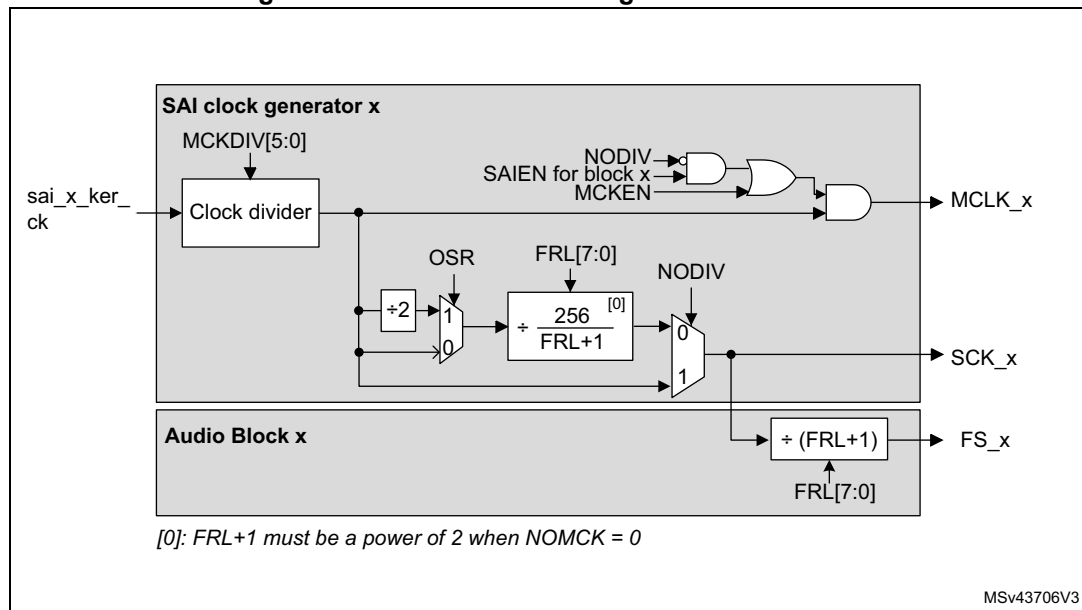 SAI clock generator x
MCKDIV[5:0]
NODIV
SAIEN for block x
MCKEN
sai_x_ker_
ck
Clock divider
MCLK_x
OSR
FRL[7:0]
NODIV
÷2
1
0
÷ 256
FRL+1
[0]
0
1
SCK_x
Audio Block x
÷ (FRL+1)
FS_x
FRL[7:0]
[0]: FRL+1 must be a power of 2 when NOMCK = 0
MSv43706V3